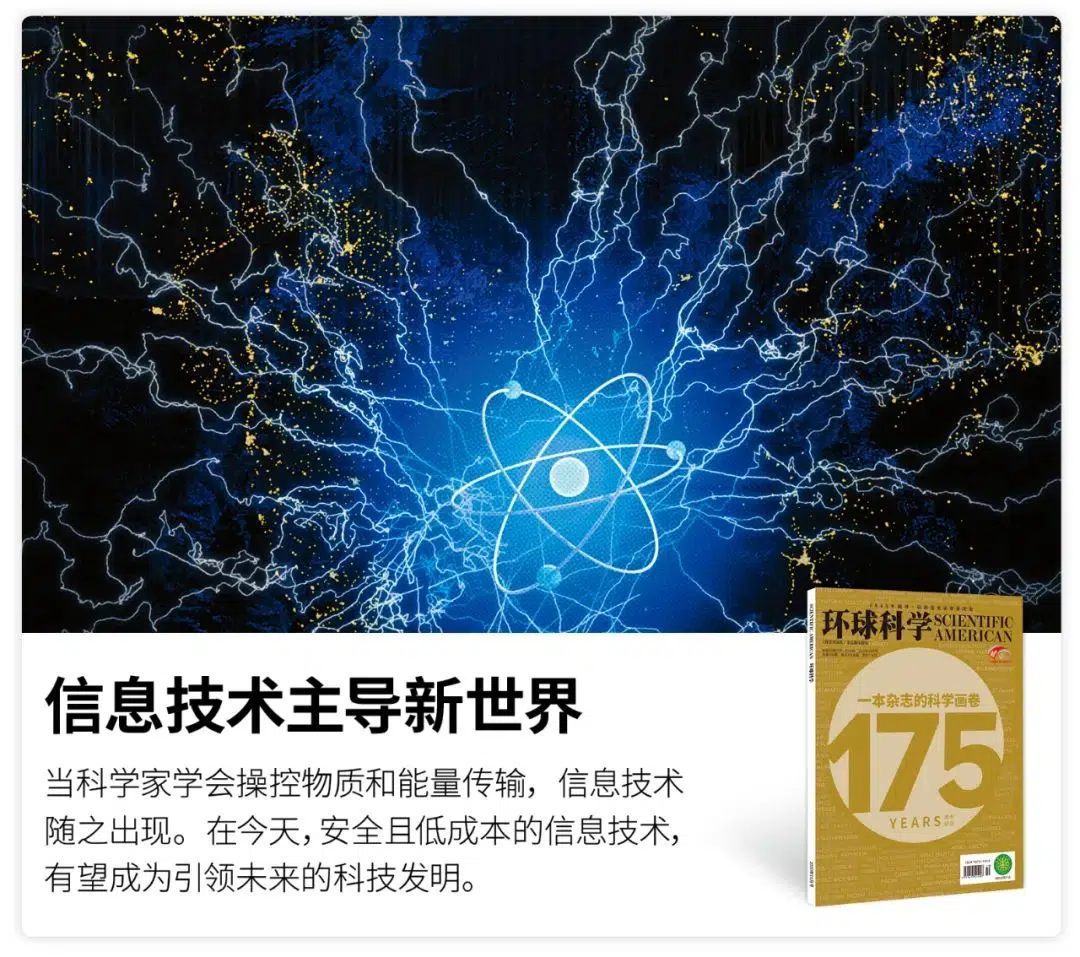 信息技术主导新世界
当科学家学会操控物质和能量传输，信息技术
随之出现。在今天，安全且低成本的信息技术，
有望成为引领未来的科技发明。
环球科学 SCIENTIFIC
AMERICAN
一本杂志的科学画卷
175
YEARS